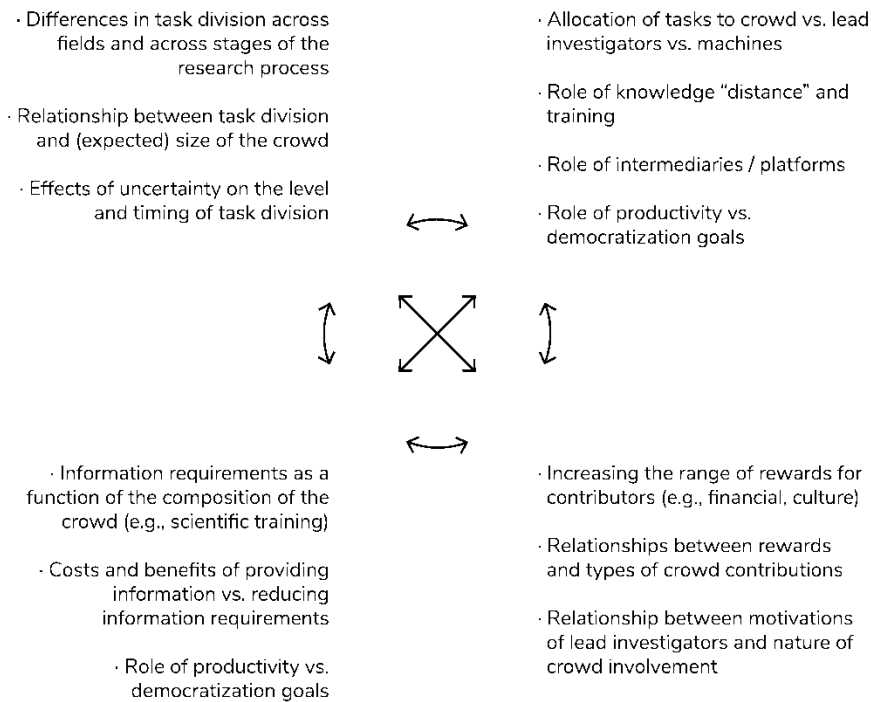 · Differences in task division across
fields and across stages of the
research process
· Relationship between task division
and (expected) size of the crowd
· Effects of uncertainty on the level
and timing of task division
· Allocation of tasks to crowd vs. lead
investigators vs. machines
· Role of knowledge “distance” and
training
· Role of intermediaries / platforms
· Role of productivity vs.
democratization goals
· Information requirements as a
function of the composition of the
crowd (e.g., scientific training)
· Costs and benefits of providing
information vs. reducing
information requirements
· Role of productivity vs.
democratization goals
· Increasing the range of rewards for
contributors (e.g., financial, culture)
· Relationships between rewards
and types of crowd contributions
· Relationship between motivations
of lead investigators and nature of
crowd involvement